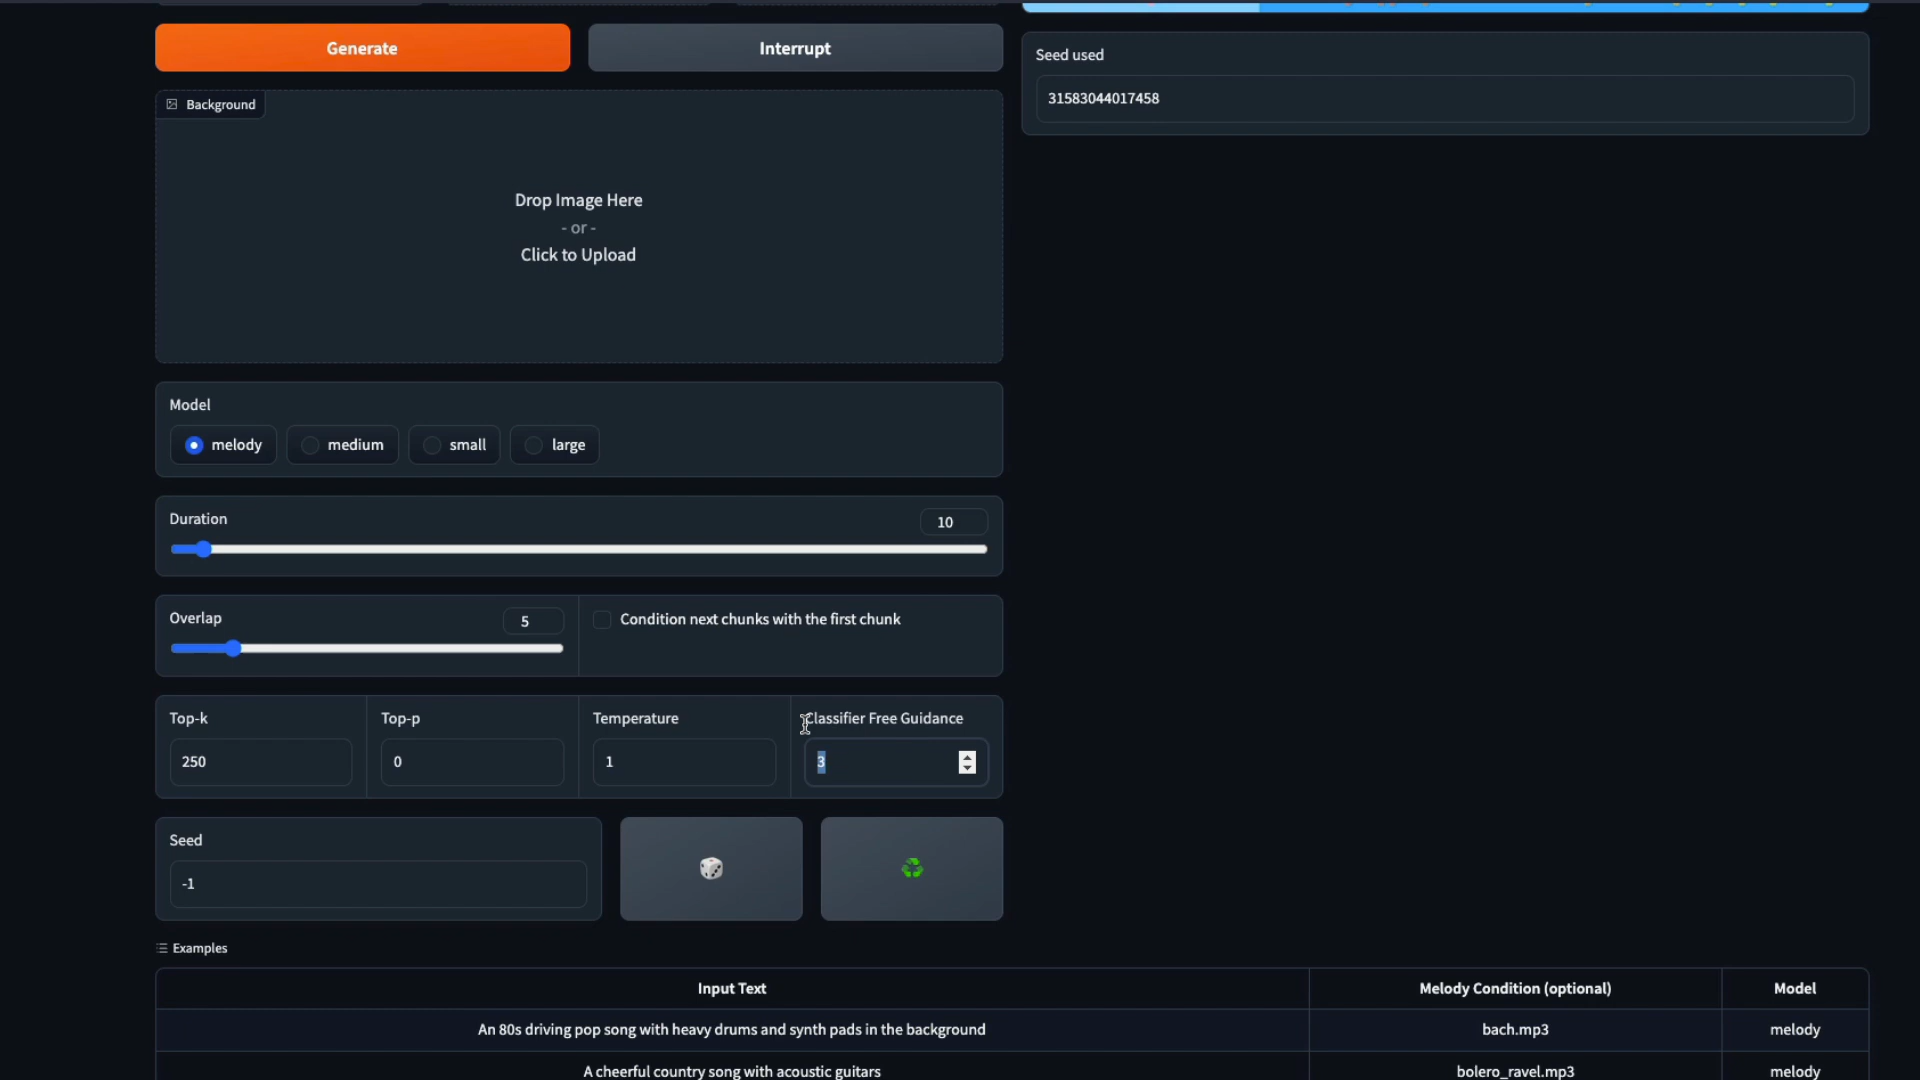 Generate
Interrupt
Seed used
31583044017458
Background
Drop Image Here
- or -
Click to Upload
Model
melody
medium
small
large
Duration
10
Overlap
5
Condition next chunks with the first chunk
Top-k
Top-p
Temperature
Classifier Free Guidance
250
0
1
3
Seed
-1
Examples
Input Text
Melody Condition (optional)
Model
An 80s driving pop song with heavy drums and synth pads in the background
bach.mp3
melody
A cheerful country song with acoustic guitars
bolero_ravel.mp3
melody